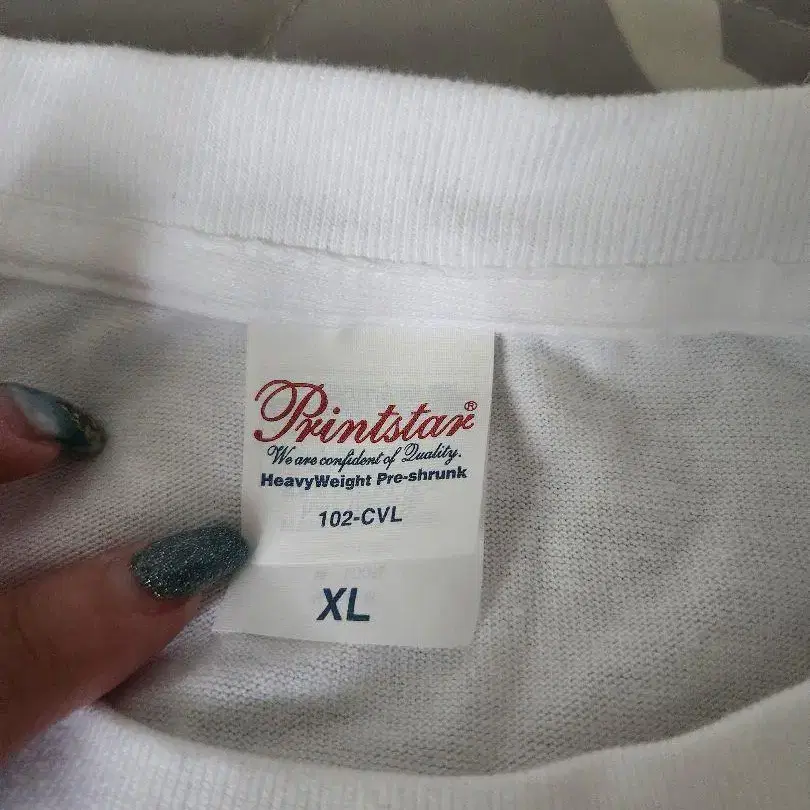 Printstar®
We are confident of Quality.
HeavyWeight Pre-shrunk
102-CVL
XL